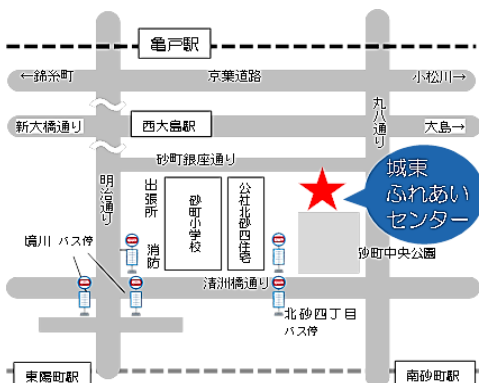 亀戸駅
←錦糸町
京葉道路
小松川→
新大橋通り
西大島駅
丸八通り
大島→
砂町銀座通り
明治通り
出張所
消防
砂町小学校
公社北砂四住宅
城東
ふれあい
センター
境川 バス停
砂町中央公園
清洲橋通り
北砂四丁目
バス停
東陽町駅
南砂町駅